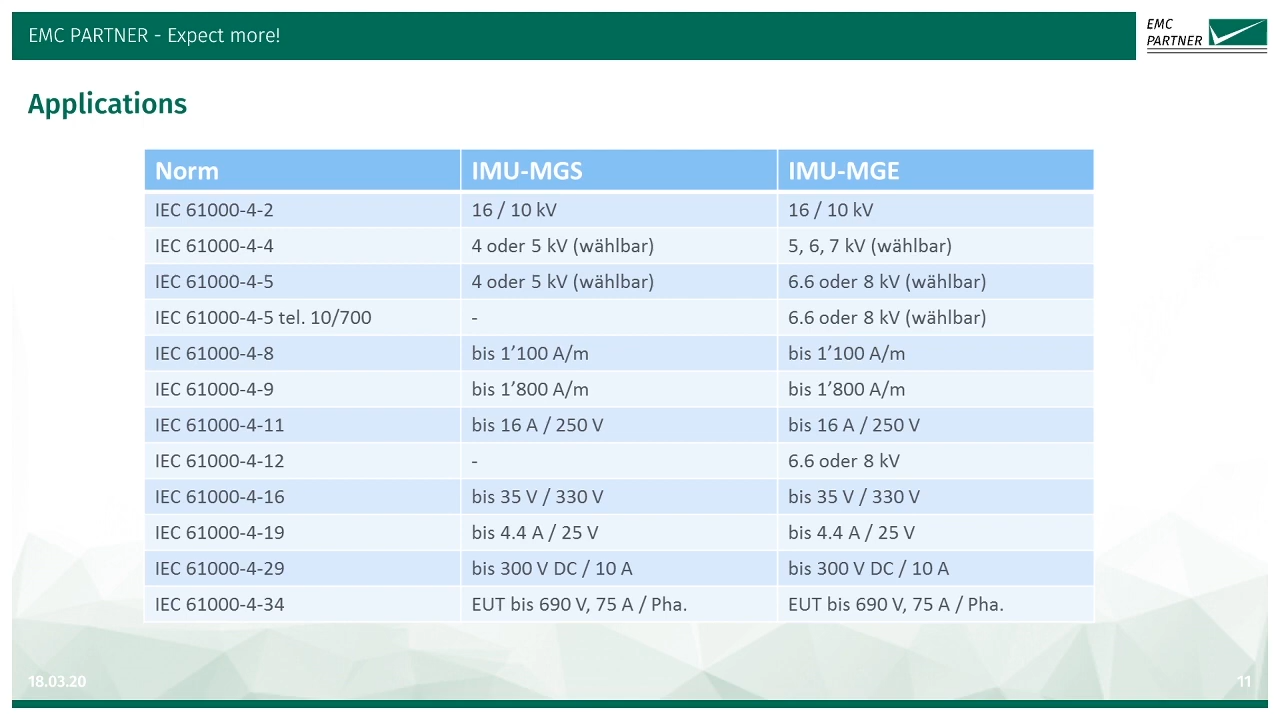 EMC PARTNER - Expect more!
EMC
PARTNER
Applications
Norm IMU-MGS IMU-MGE
IEC 61000-4-2 16 / 10 kV 16 / 10 kV
IEC 61000-4-4 4 oder 5 kV (wählbar) 5, 6, 7 kV (wählbar)
IEC 61000-4-5 4 oder 5 kV (wählbar) 6.6 oder 8 kV (wählbar)
IEC 61000-4-5 tel. 10/700 - 6.6 oder 8 kV (wählbar)
IEC 61000-4-8 bis 1’100 A/m bis 1’100 A/m
IEC 61000-4-9 bis 1’800 A/m bis 1’800 A/m
IEC 61000-4-11 bis 16 A / 250 V bis 16 A / 250 V
IEC 61000-4-12 - 6.6 oder 8 kV
IEC 61000-4-16 bis 35 V / 330 V bis 35 V / 330 V
IEC 61000-4-19 bis 4.4 A / 25 V bis 4.4 A / 25 V
IEC 61000-4-29 bis 300 V DC / 10 A bis 300 V DC / 10 A
IEC 61000-4-34 EUT bis 690 V, 75 A / Pha. EUT bis 690 V, 75 A / Pha.
18.03.20 11